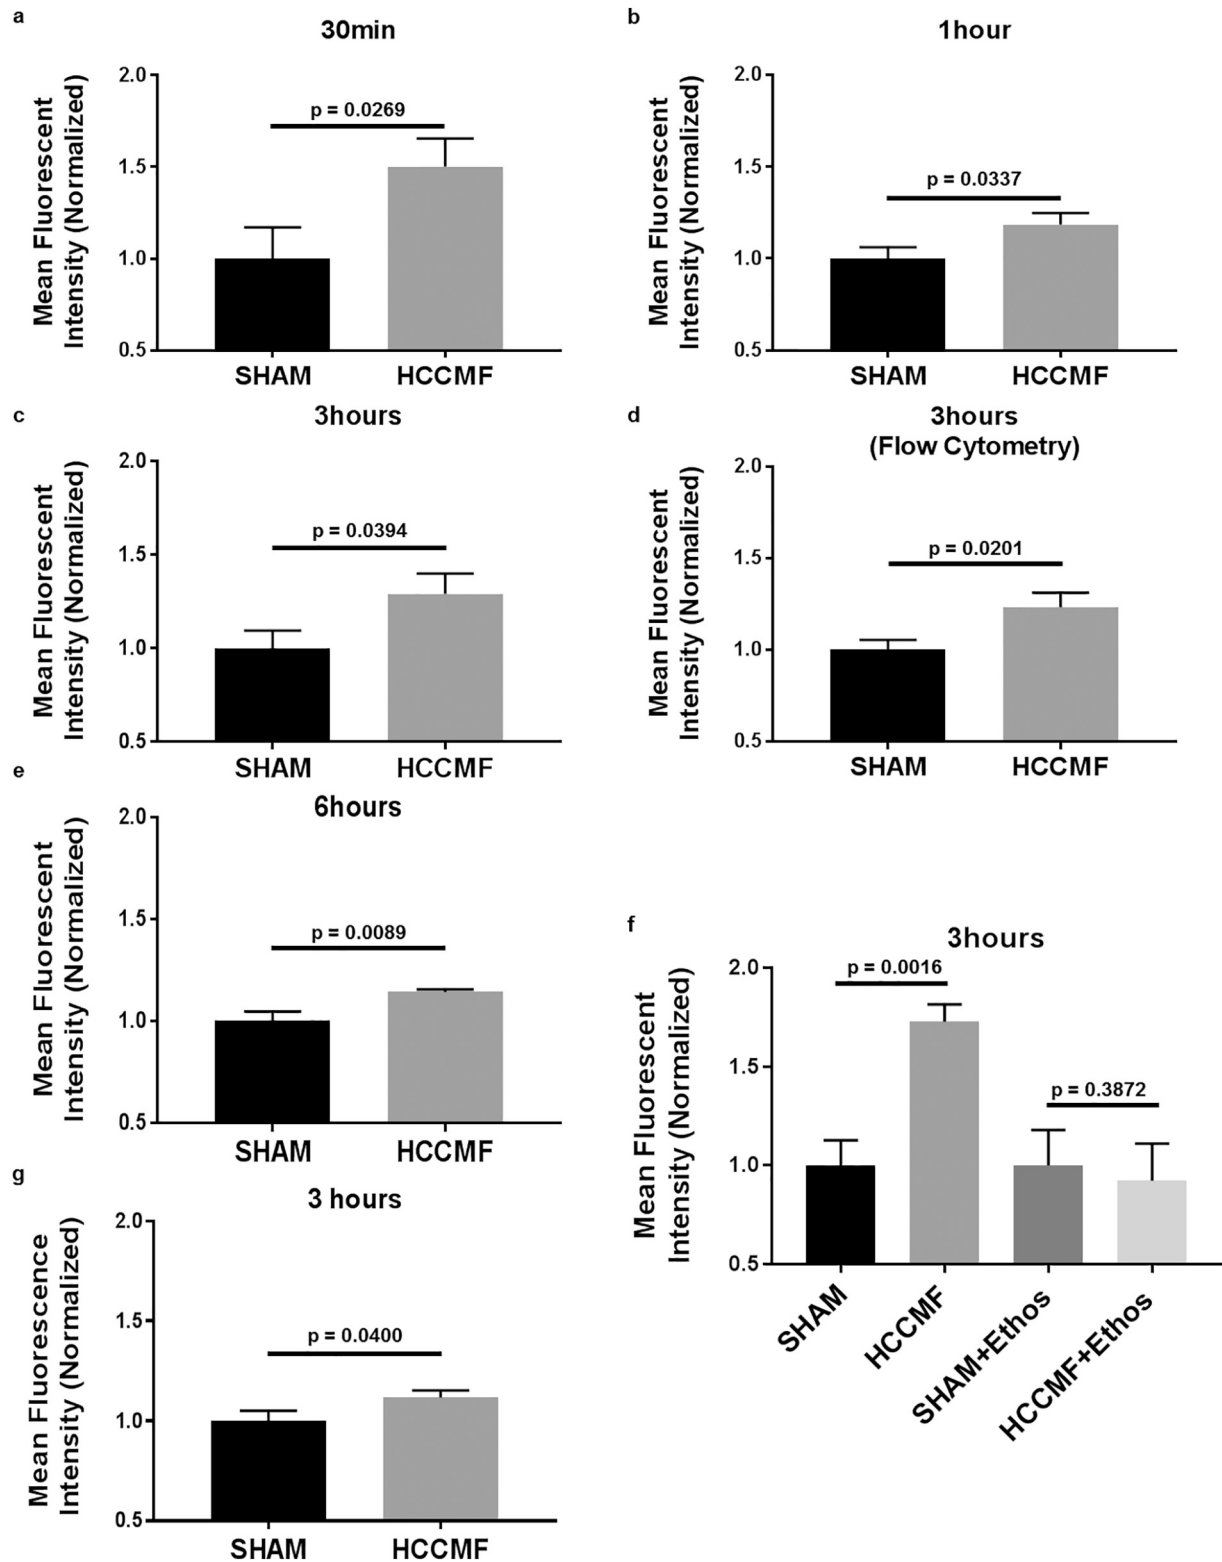 a
30min
Mean Fluorescent
Intensity (Normalized)
2.0
1.5
1.0
0.5
p = 0.0269
SHAM
HCCMF
b
1hour
Mean Fluorescent
Intensity (Normalized)
2.0
1.5
1.0
0.5
p = 0.0337
SHAM
HCCMF
c
3hours
Mean Fluorescent
Intensity (Normalized)
2.0
1.5
1.0
0.5
p = 0.0394
SHAM
HCCMF
d
3hours
(Flow Cytometry)
Mean Fluorescent
Intensity (Normalized)
2.0
1.5
1.0
0.5
p = 0.0201
SHAM
HCCMF
e
6hours
Mean Fluorescent
Intensity (Normalized)
2.0
1.5
1.0
0.5
p = 0.0089
SHAM
HCCMF
f
3hours
Mean Fluorescent
Intensity (Normalized)
2.0
1.5
1.0
0.5
p = 0.0016
p = 0.3872
SHAM
HCCMF
SHAM+Ethos
HCCMF+Ethos
g
3 hours
Mean Fluorescence
Intensity (Normalized)
2.0
1.5
1.0
0.5
p = 0.0400
SHAM
HCCMF